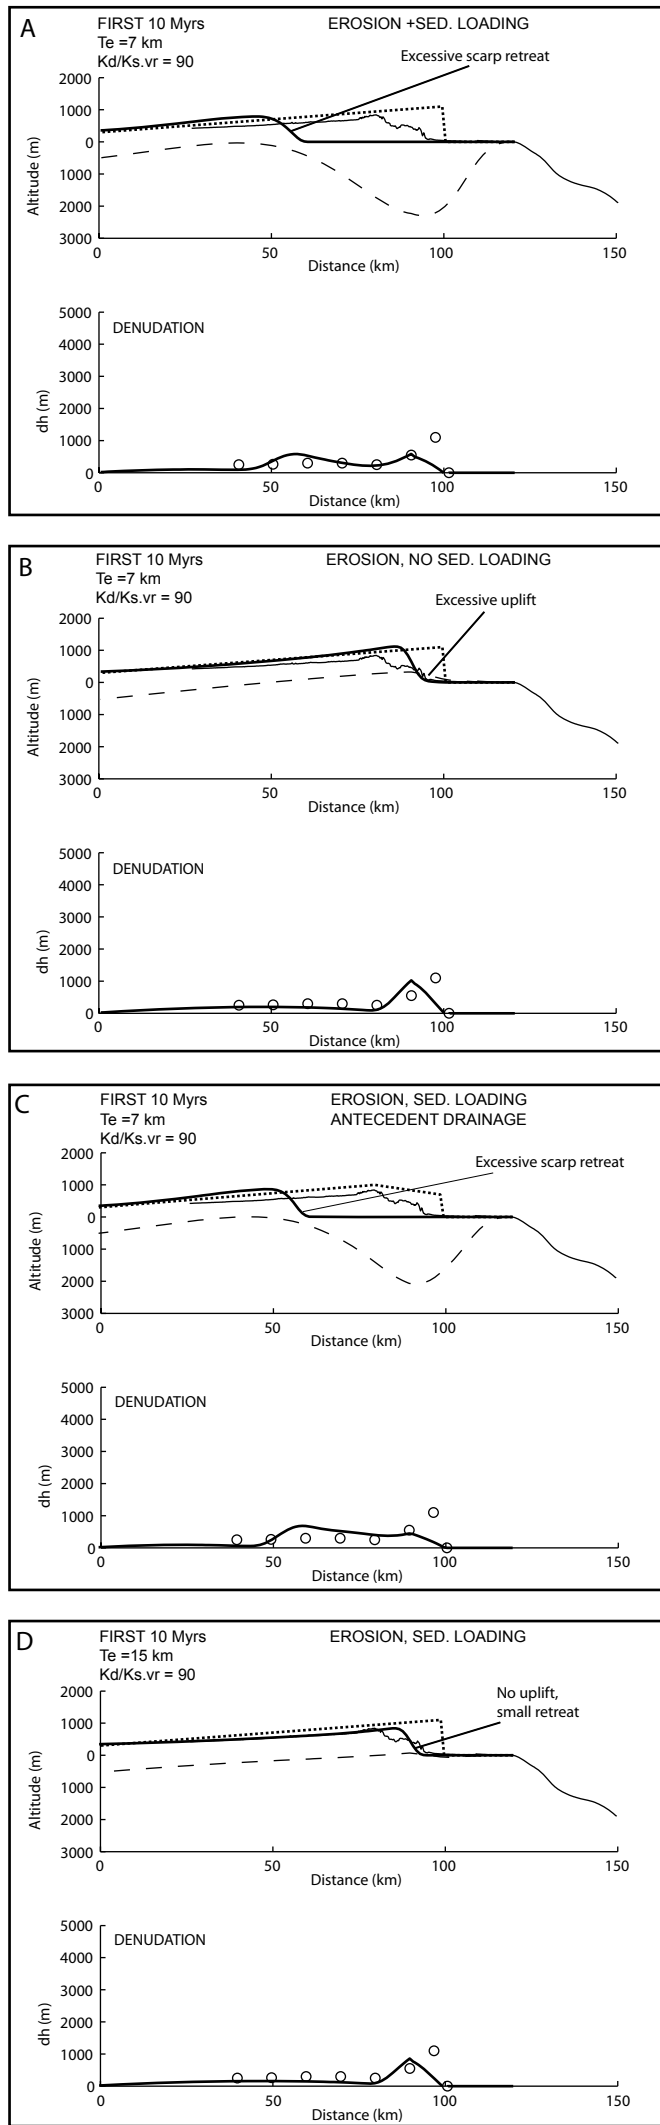 A
FIRST 10 Myrs
EROSION +SED. LOADING
Te =7 km
Kd/Ks.vr = 90
Excessive scarp retreat
2000
1000
0
1000
2000
3000
Altitude (m)
0
50
100
150
Distance (km)
5000
DENUDATION
4000
3000
2000
1000
0
dh (m)
0
50
100
150
Distance (km)
B
FIRST 10 Myrs
EROSION, NO SED. LOADING
Te =7 km
Kd/Ks.vr = 90
Excessive uplift
2000
1000
0
1000
2000
3000
Altitude (m)
0
50
100
150
Distance (km)
5000
DENUDATION
4000
3000
2000
1000
0
dh (m)
0
50
100
150
Distance (km)
C
FIRST 10 Myrs
EROSION, SED. LOADING
Te =7 km
ANTECEDENT DRAINAGE
Kd/Ks.vr = 90
Excessive scarp retreat
2000
1000
0
1000
2000
3000
Altitude (m)
0
50
100
150
Distance (km)
5000
DENUDATION
4000
3000
2000
1000
0
dh (m)
0
50
100
150
Distance (km)
D
FIRST 10 Myrs
EROSION, SED. LOADING
Te =15 km
Kd/Ks.vr = 90
No uplift,
small retreat
2000
1000
0
1000
2000
3000
Altitude (m)
0
50
100
150
Distance (km)
5000
DENUDATION
4000
3000
2000
1000
0
dh (m)
0
50
100
150
Distance (km)